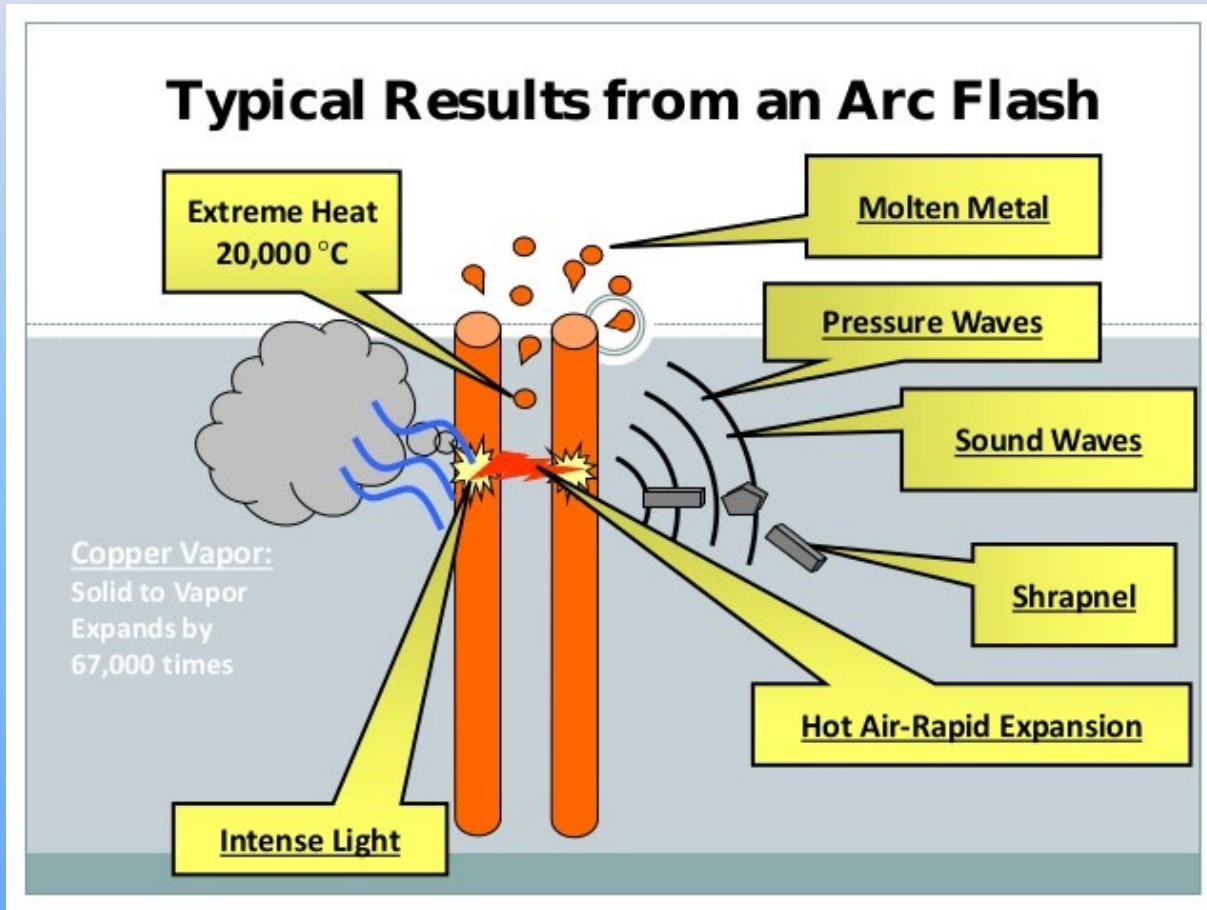 Typical Results from an Arc Flash
Extreme Heat
20,000 °C
Molten Metal
Pressure Waves
Sound Waves
Copper Vapor:
Solid to Vapor
Expands by
67,000 times
Shrapnel
Hot Air-Rapid Expansion
Intense Light